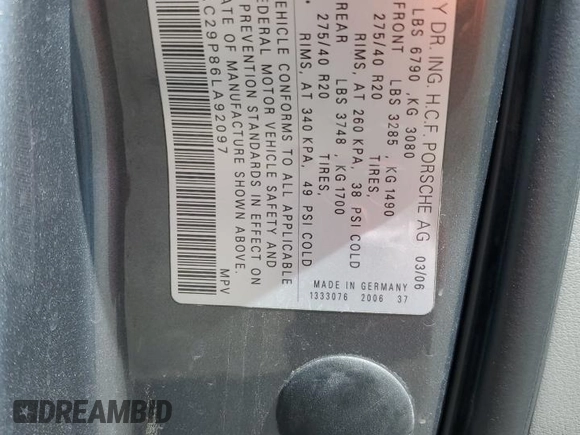 Y DR. ING. H.C.F. PORSCHE AG 03/06
LBS 6790 , KG 3080
FRONT LBS 3285 , KG 1490
275/40 R20 TIRES,
RIMS, AT 260 KPA, 38 PSI COLD
REAR LBS 3748 , KG 1700
275/40 R20 TIRES,
RIMS, AT 340 KPA, 49 PSI COLD
VEHICLE CONFORMS TO ALL APPLICABLE
FEDERAL MOTOR VEHICLE SAFETY AND
PREVENTION STANDARDS IN EFFECT ON
ATE OF MANUFACTURE SHOWN ABOVE.
AC29P86LA92097 MPV
MADE IN GERMANY
1333076 2006 37
DREAMBID